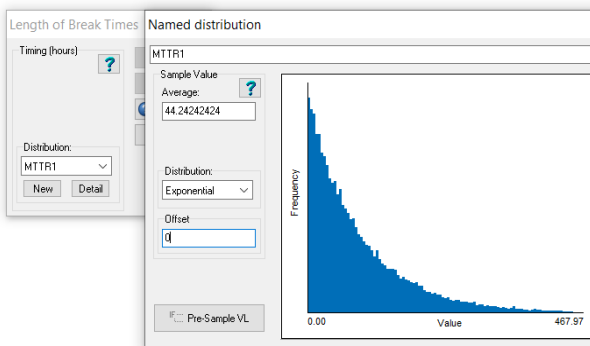 Length of Break Times
Timing (hours)
?
Distribution:
MTTR1
New
Detail
Named distribution
MTTR1
Sample Value
?
Average:
44.24242424
Distribution:
Exponential
Offset
0
Pre-Sample VL
Frequency
0.00
Value
467.97